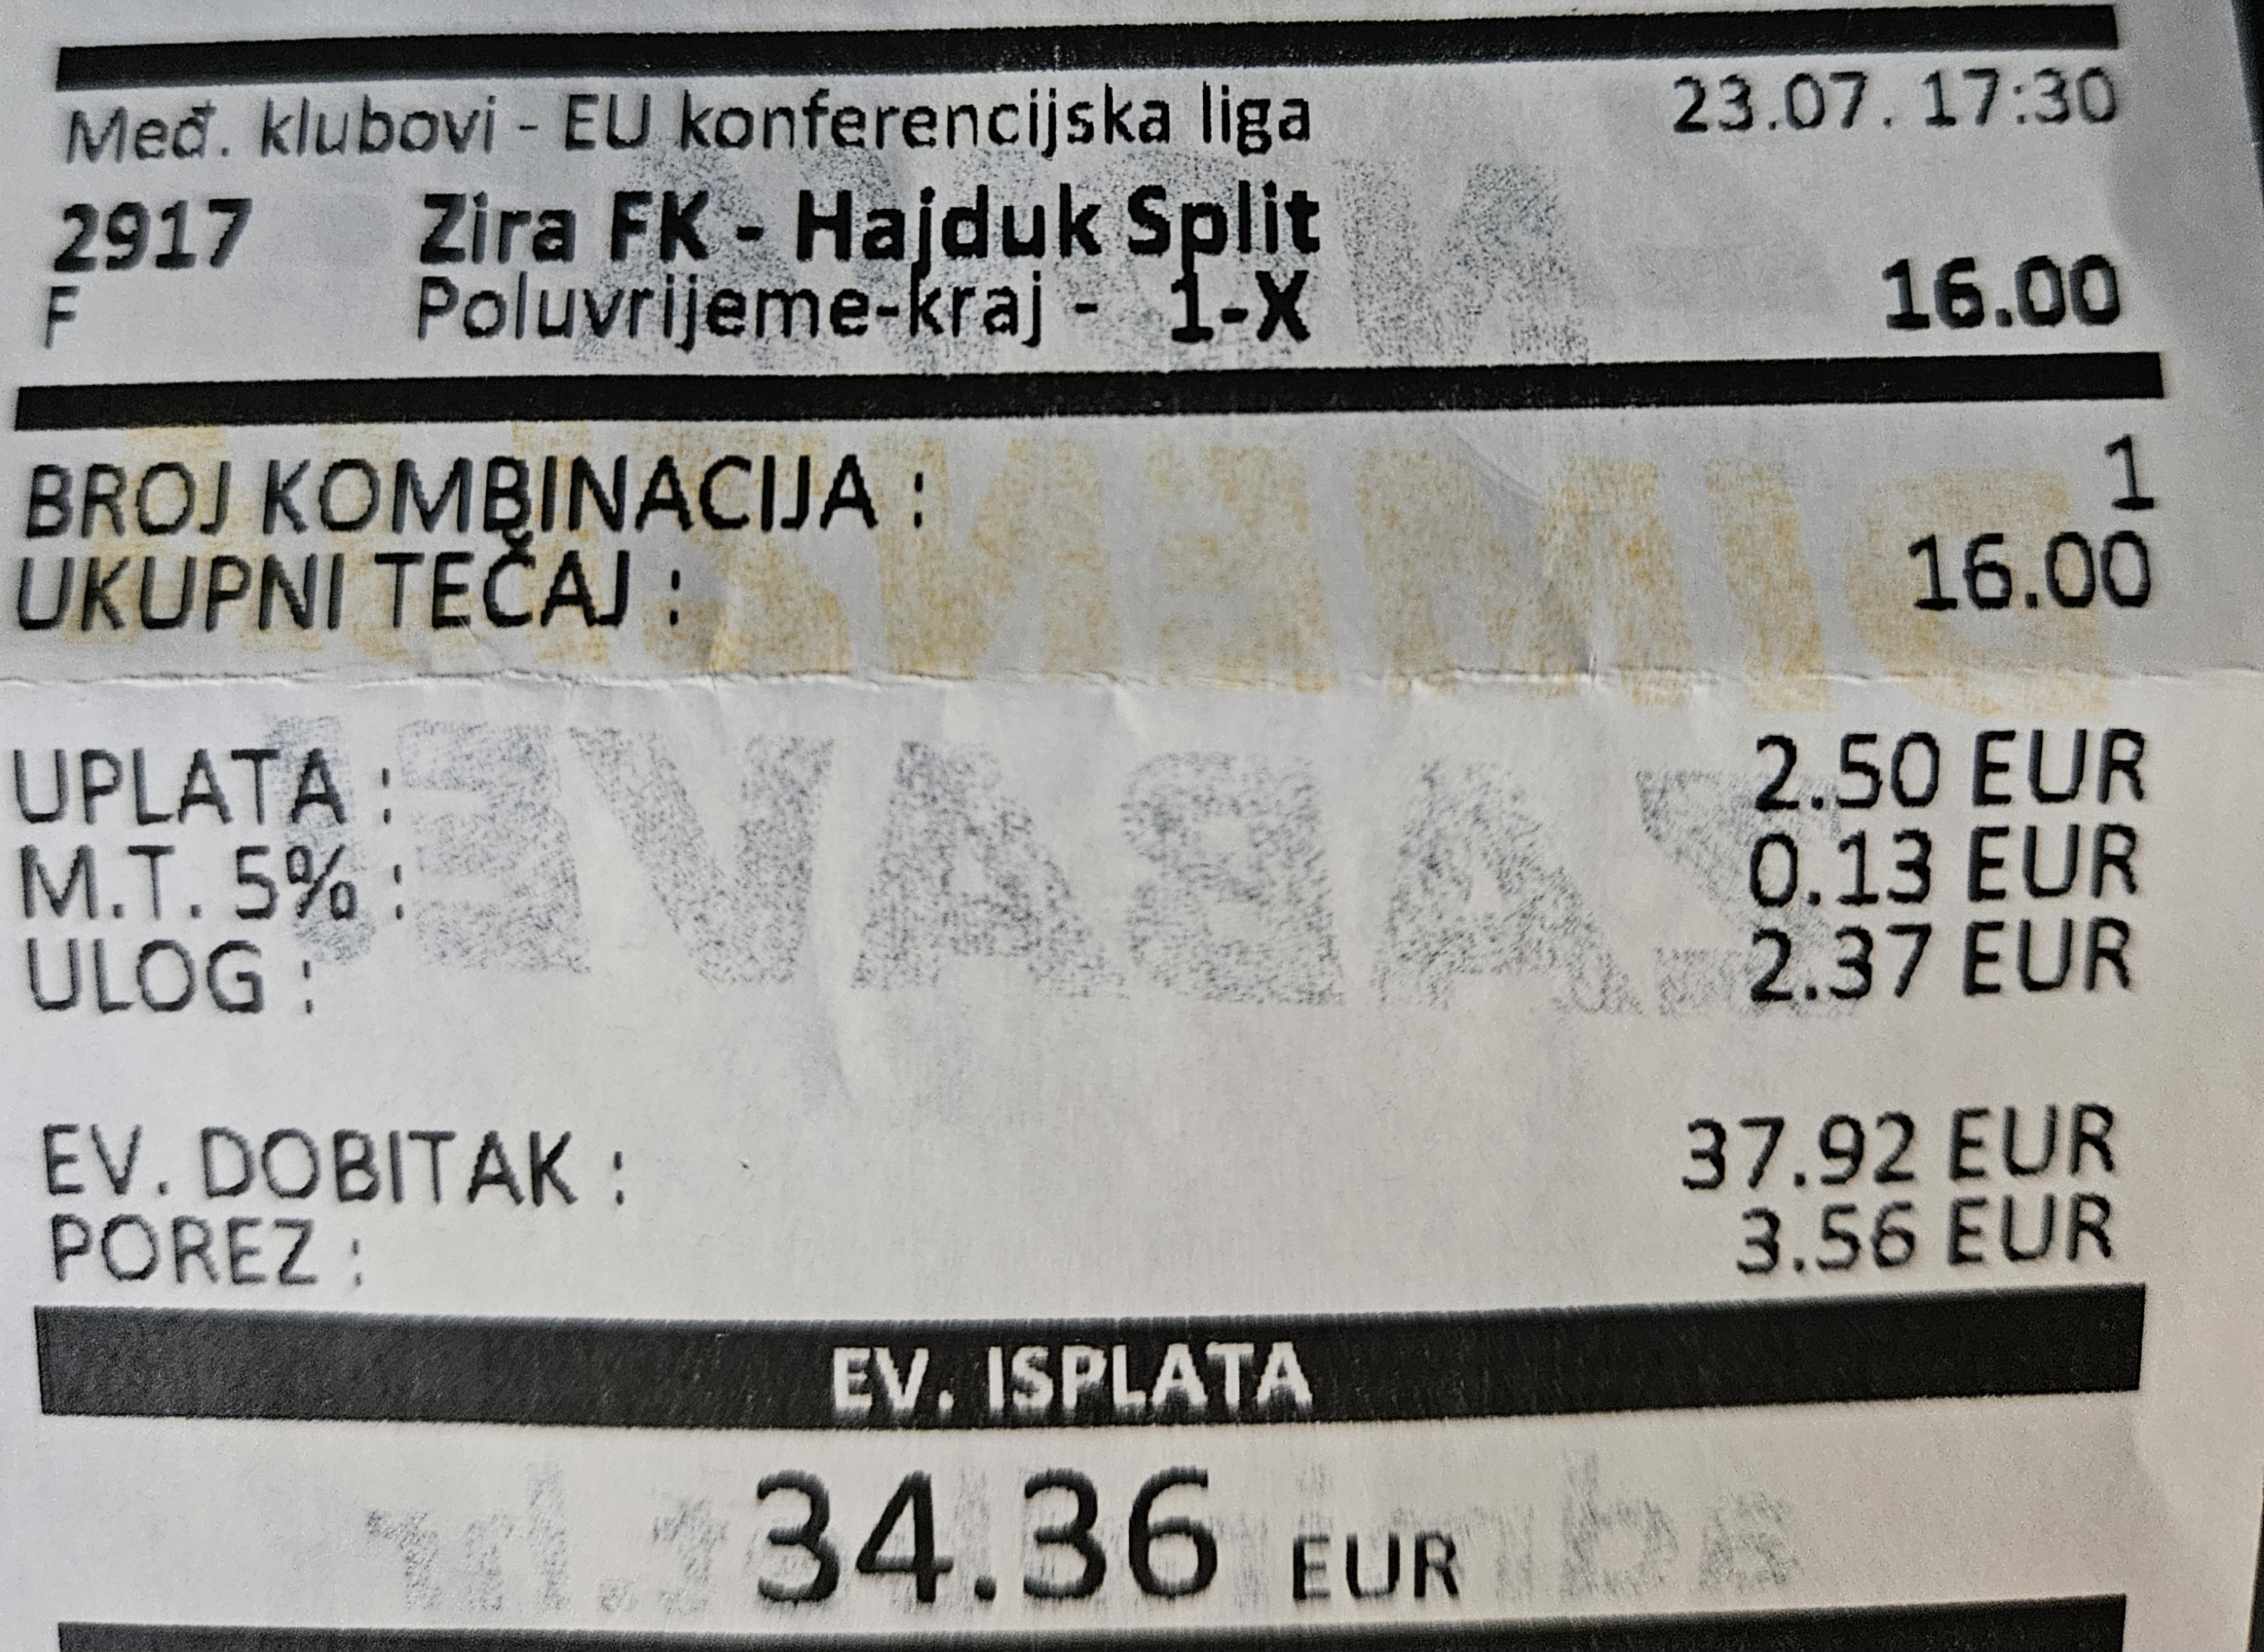 Međ. klubovi - EU konferencijska liga 23.07. 17:30
2917 Zira FK - Hajduk Split
F Poluvrijeme-kraj - 1-X 16.00
BROJ KOMBINACIJA : 1
UKUPNI TEČAJ : 16.00
UPLATA : 2.50 EUR
M.T. 5% : 0.13 EUR
ULOG : 2.37 EUR
EV. DOBITAK : 37.92 EUR
POREZ : 3.56 EUR
EV. ISPLATA
34.36 EUR